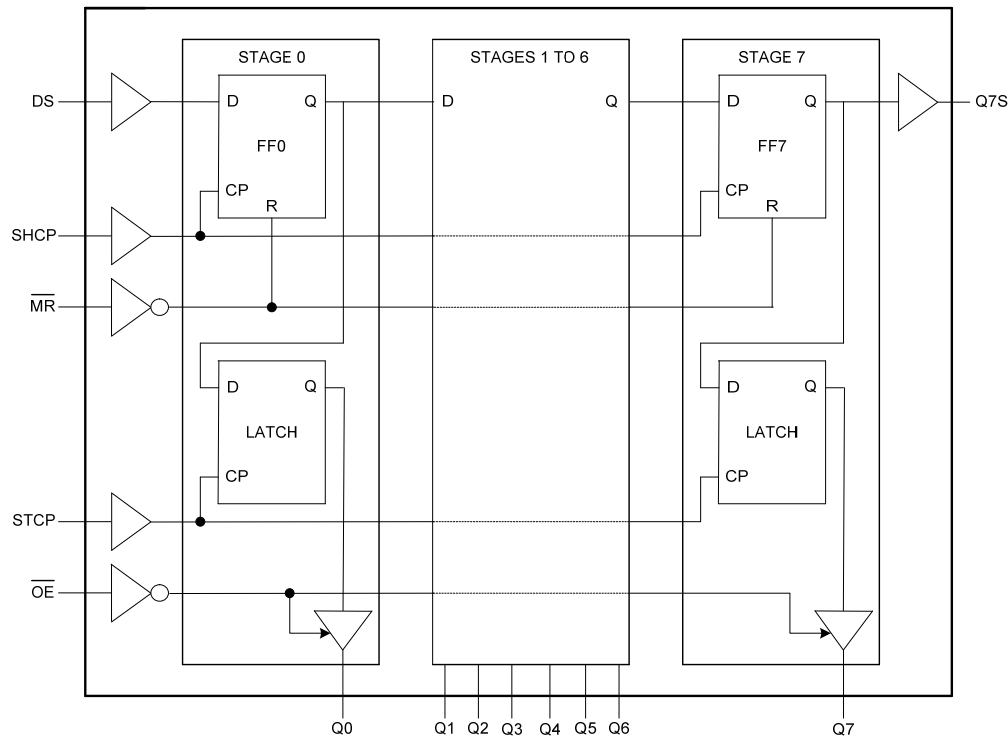 STAGE 0
STAGES 1 TO 6
STAGE 7
DS
D
Q
D
Q
D
Q
Q7S
FF0
FF7
CP
CP
R
R
SHCP
MR
D
Q
D
Q
LATCH
LATCH
CP
CP
STCP
OE
Q0
Q1
Q2
Q3
Q4
Q5
Q6
Q7